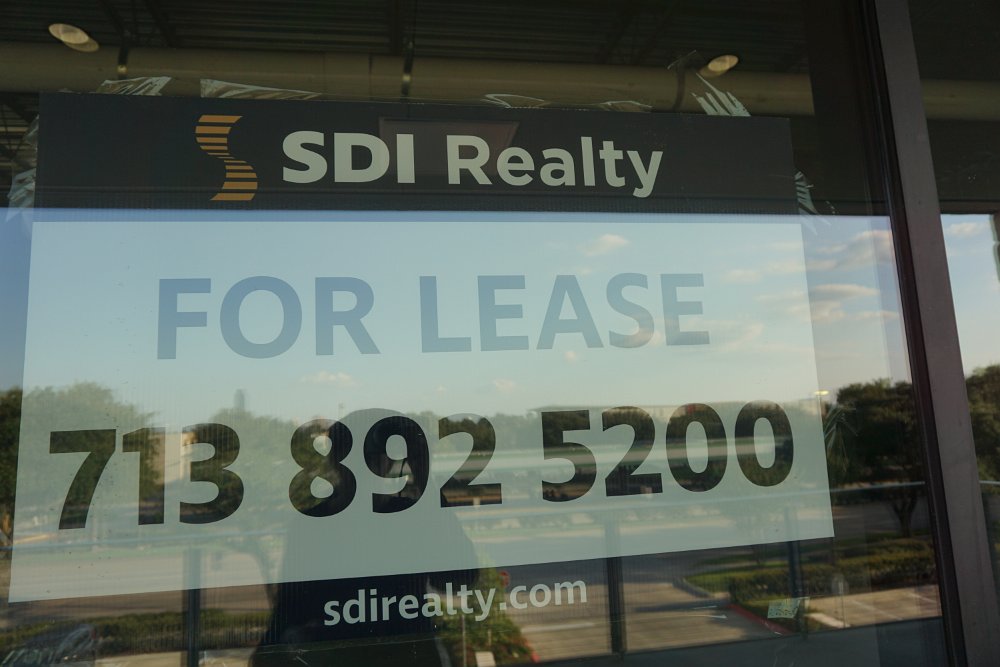 SDI Realty
FOR LEASE
713 892 5200
sdirealty.com